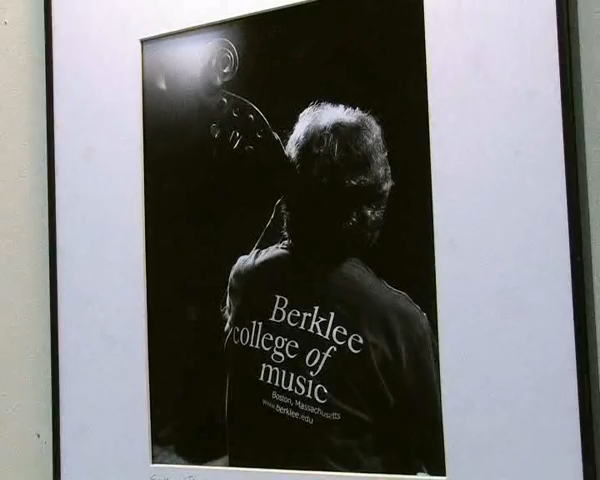 Berklee
college of
music
Boston, Massachusetts
www.berklee.edu